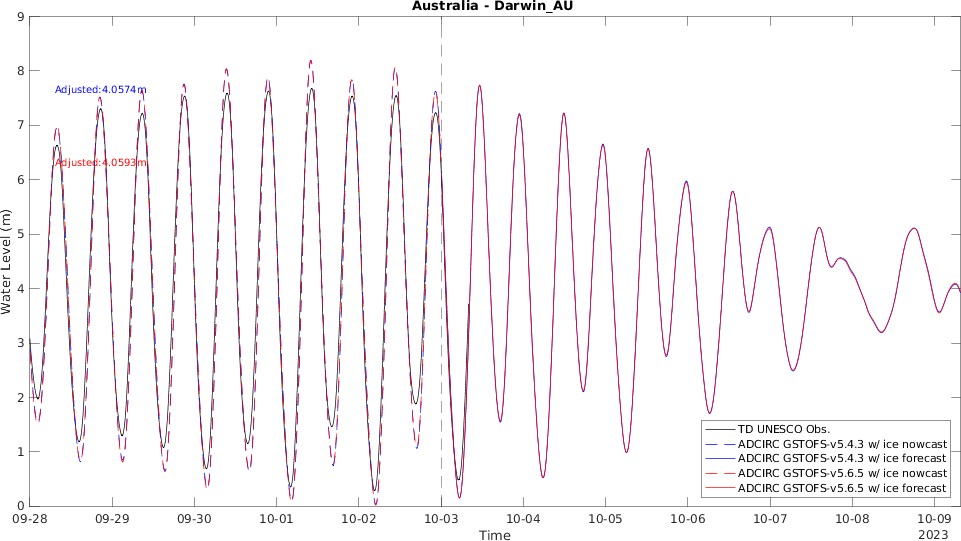 Australia - Darwin_AU
9
8
7
6
5
4
3
2
1
0
Water Level (m)
Adjusted:4.0574m
Adjusted:4.0593m
TD UNESCO Obs.
ADCIRC GSTOFS-v5.4.3 w/ ice nowcast
ADCIRC GSTOFS-v5.4.3 w/ ice forecast
ADCIRC GSTOFS-v5.6.5 w/ ice nowcast
ADCIRC GSTOFS-v5.6.5 w/ ice forecast
09-28 09-29 09-30 10-01 10-02 10-03 10-04 10-05 10-06 10-07 10-08 10-09
Time
2023